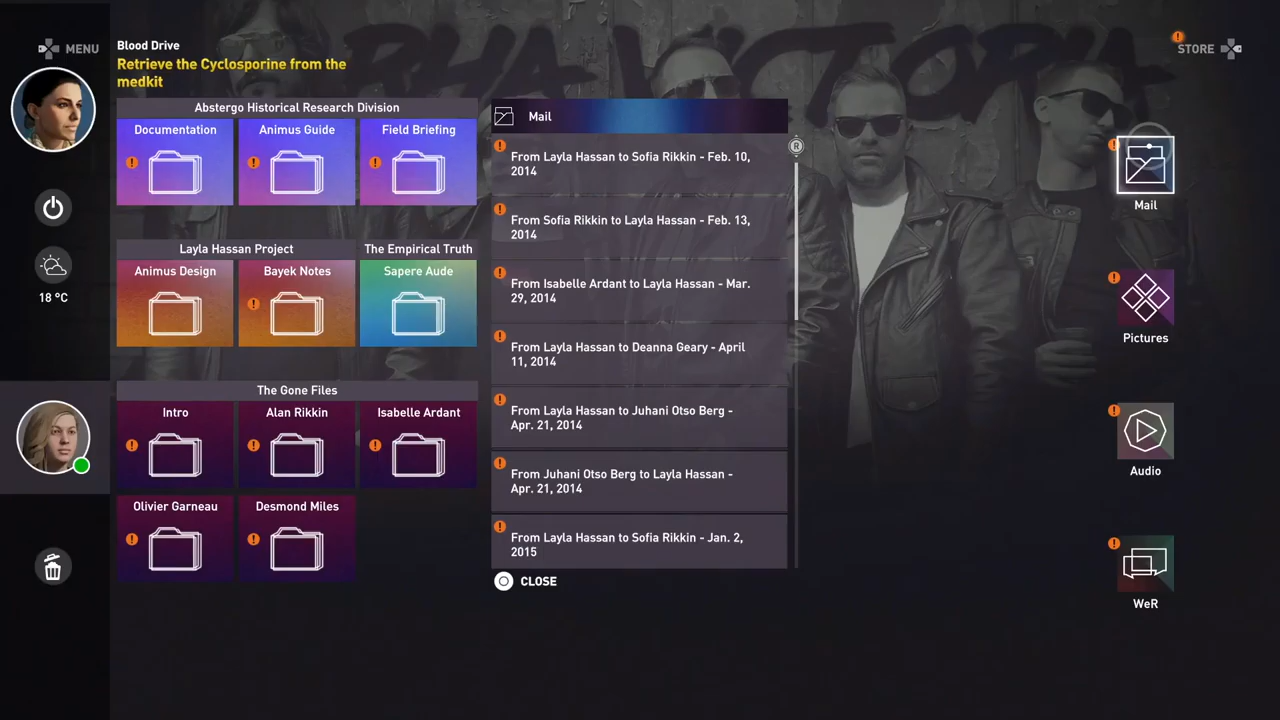 MENU
Blood Drive
Retrieve the Cyclosporine from the
medkit
STORE
Abstergo Historical Research Division
Documentation
Animus Guide
Field Briefing
Layla Hassan Project
The Empirical Truth
Animus Design
Bayek Notes
Sapere Aude
The Gone Files
Intro
Alan Rikkin
Isabelle Ardant
Olivier Garneau
Desmond Miles
18 °C
Mail
From Layla Hassan to Sofia Rikkin - Feb. 10,
2014
From Sofia Rikkin to Layla Hassan - Feb. 13,
2014
From Isabelle Ardant to Layla Hassan - Mar.
29, 2014
From Layla Hassan to Deanna Geary - April
11, 2014
From Layla Hassan to Juhani Otso Berg -
Apr. 21, 2014
From Juhani Otso Berg to Layla Hassan -
Apr. 21, 2014
From Layla Hassan to Sofia Rikkin - Jan. 2,
2015
R
CLOSE
Mail
Pictures
Audio
WeR